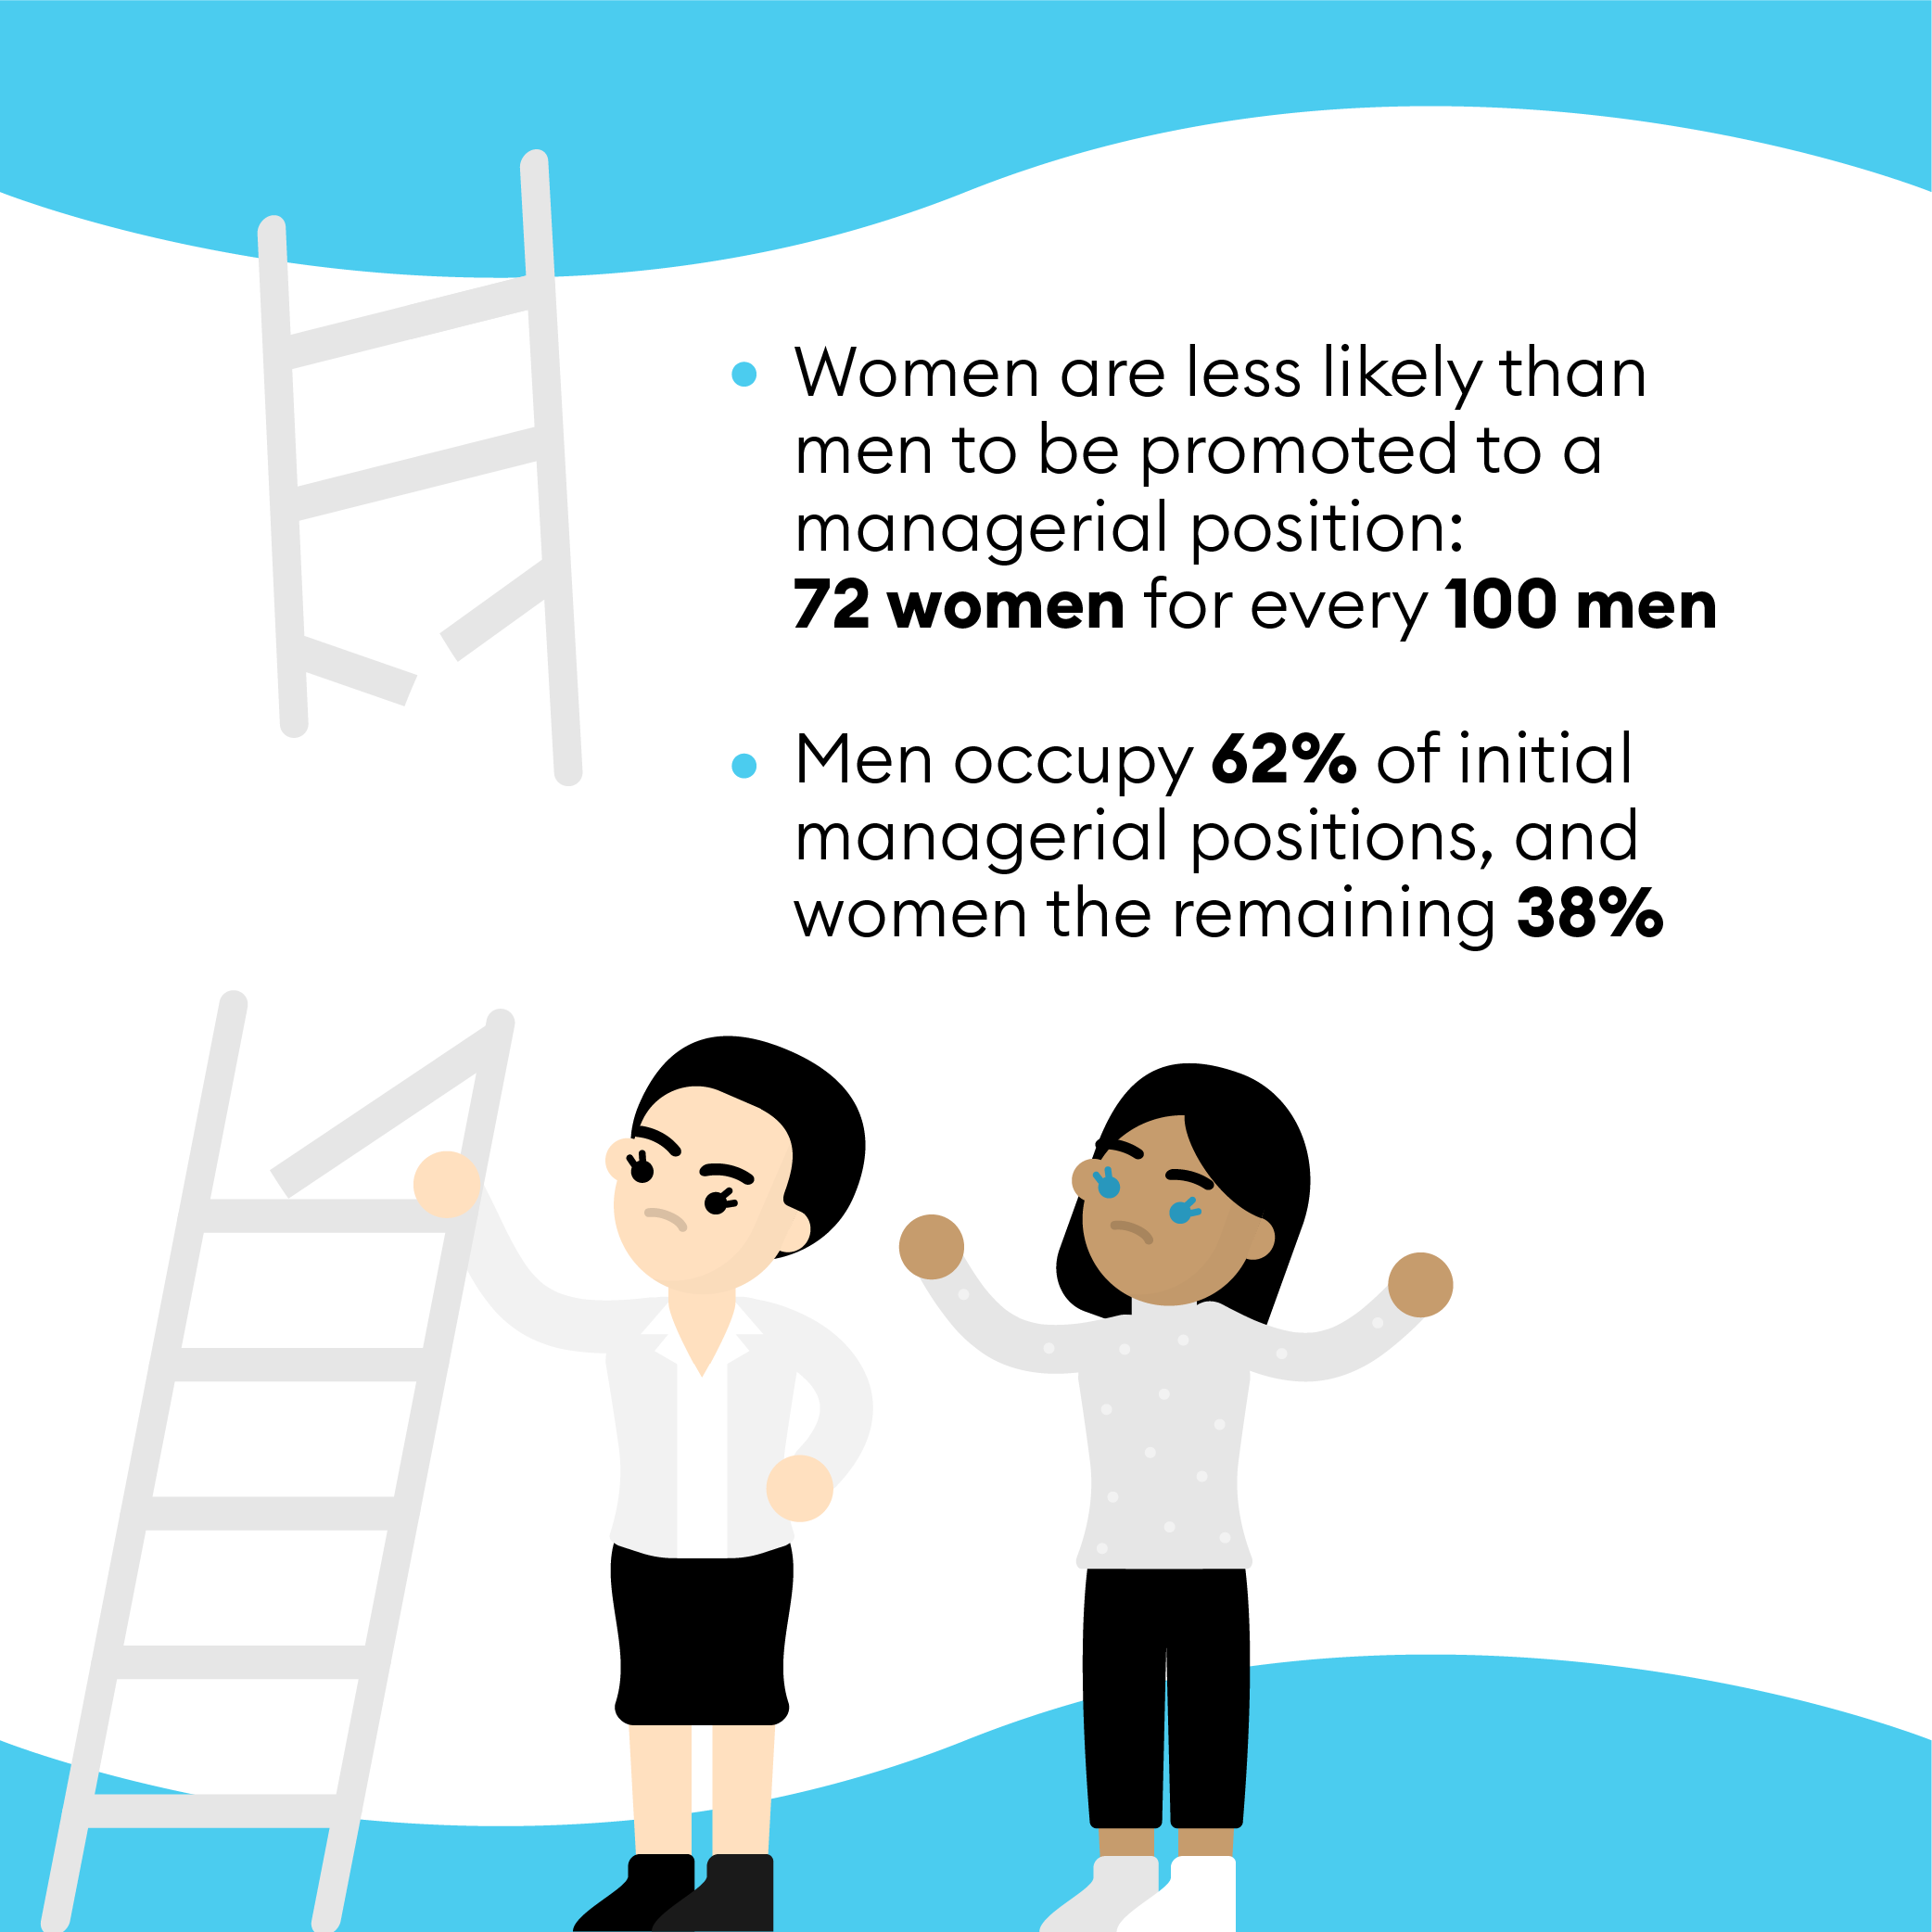 • Women are less likely than
men to be promoted to a
managerial position:
72 women for every 100 men
• Men occupy 62% of initial
managerial positions, and
women the remaining 38%